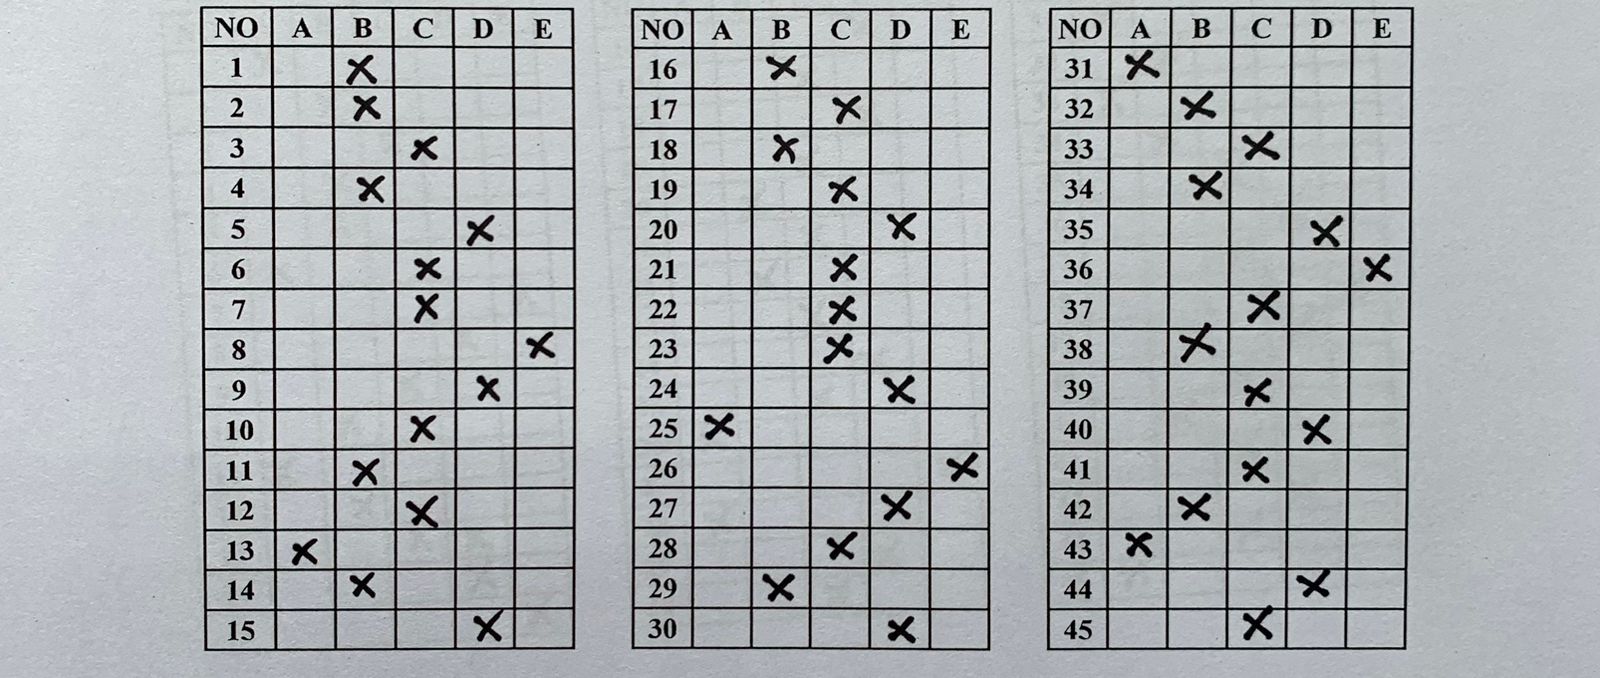 NO A B C D E NO A B C D E NO A B C D E
1 X 16 X 31 X
2 X 17 X 32 X
3 X 18 X 33 X
4 X 19 X 34 X
5 X 20 X 35 X
6 X 21 X 36 X
7 X 22 X 37 X
8 X 23 X 38 X
9 X 24 X 39 X
10 X 25 X 40 X
11 X 26 X 41 X
12 X 27 X 42 X
13 X 28 X 43 X
14 X 29 X 44 X
15 X 30 X 45 X